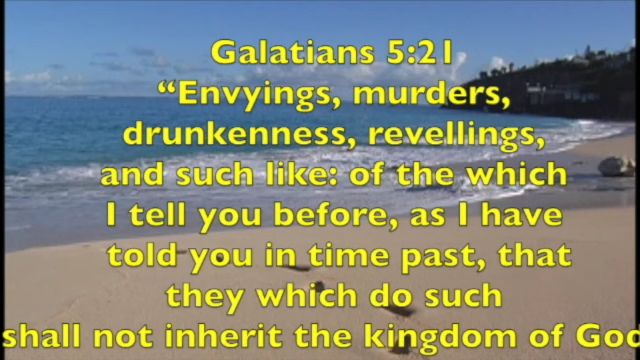 Galatians 5:21
“Envyings, murders,
drunkenness, revellings,
and such like: of the which
I tell you before, as I have
told you in time past, that
they which do such
shall not inherit the kingdom of God